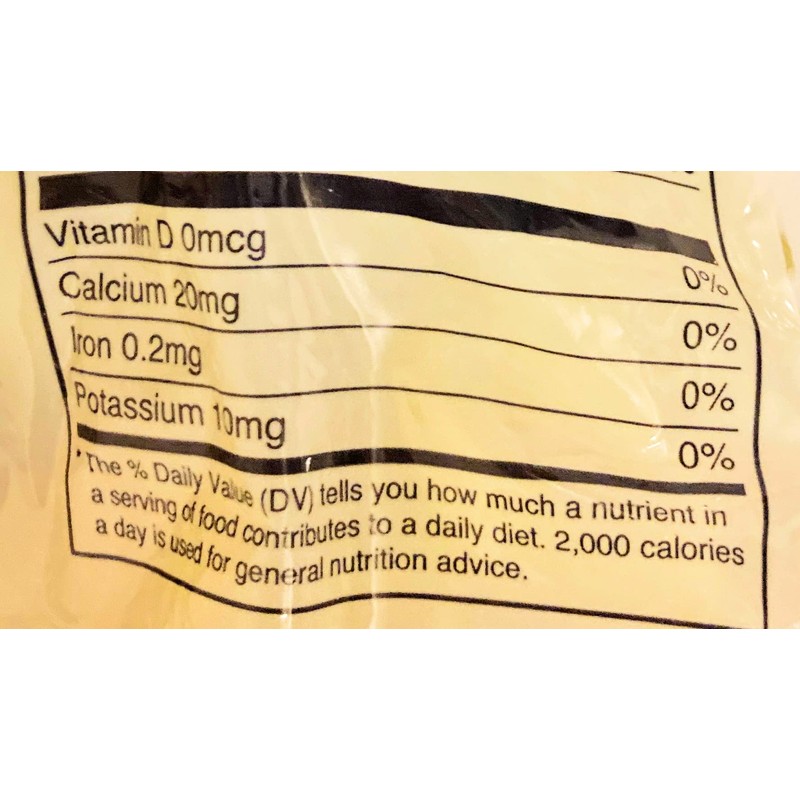 Vitamin D 0mcg 0%
Calcium 20mg 0%
Iron 0.2mg 0%
Potassium 10mg 0%
*The % Daily Value (DV) tells you how much a nutrient in
a serving of food contributes to a daily diet. 2,000 calories
a day is used for general nutrition advice.